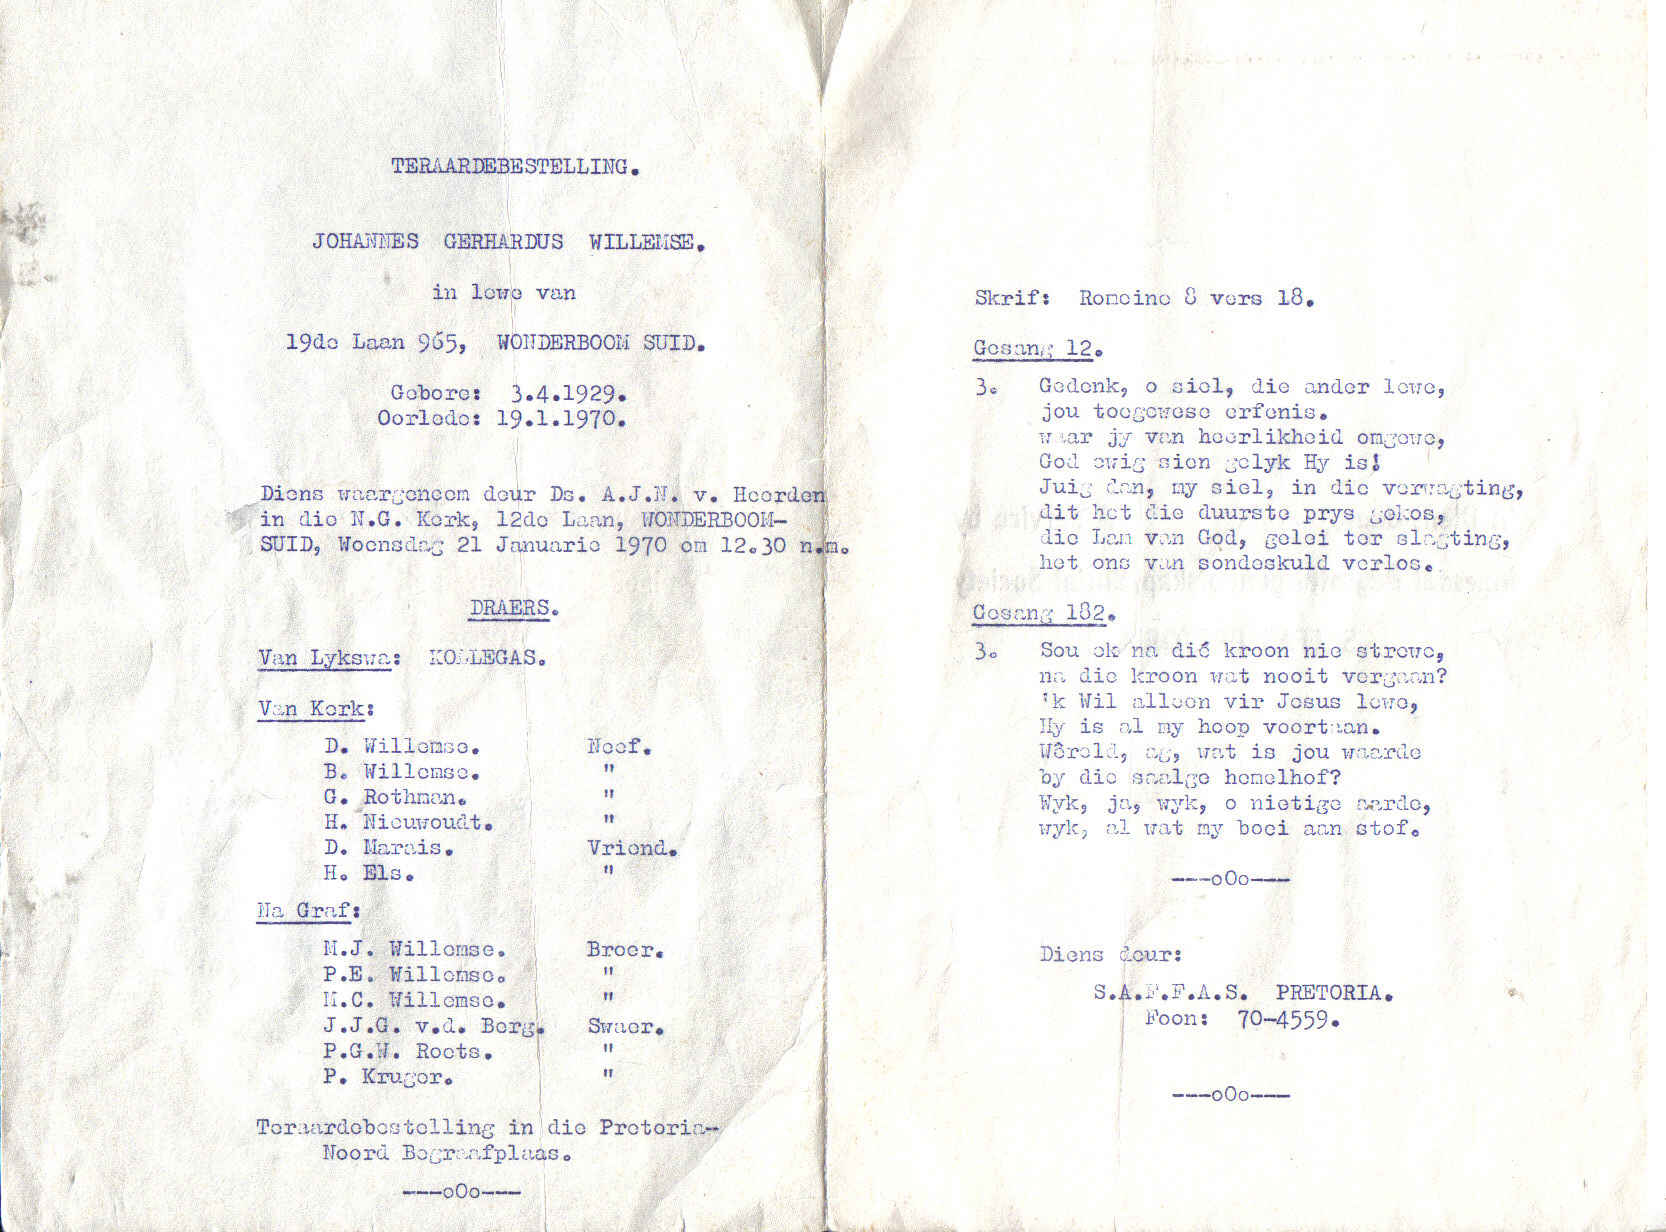 TERAARDEBESTELLING.
JOHANNES GERHARDUS WILLEMSE.
in lewe van
19de Laan 965, WONDERBOOM SUID.
Gebore: 3.4.1929.
Oorlede: 19.1.1970.
Diens waargeneem deur Ds. A.J.N. v. Heerden
in die N.G. Kerk, 12de Laan, WONDERBOOM-
SUID, Woensdag 21 Januarie 1970 om 12.30 n.m.
DRAERS.
Van Lykswa: KOLLEGAS.
Van Kerk:
D. Willemse. Neef.
B. Willemse. "
G. Rothman. "
H. Nieuwoudt. "
D. Marais. Vriend.
H. Els. "
Na Graf:
M.J. Willemse. Broer.
P.E. Willemse. "
M.C. Willemse. "
J.J.G. v.d. Berg. Swaer.
P.G.W. Roets. "
P. Kruger. "
Teraardebestelling in die Pretoria-
Noord Begraafplaas.
---oOo---
Skrif: Romeine 8 vers 18.
Gesang 12.
3. Gedenk, o siel, die ander lewe,
jou toegewese erfenis.
waar jy van heerlikheid omgewe,
God ewig sien gelyk Hy is!
Juig dan, my siel, in die verwagting,
dit het die duurste prys gekos,
die Lam van God, gelei ter slagting,
het ons van sondeskuld verlos.
Gesang 182.
3. Sou ek na dié kroon nie strewe,
na die kroon wat nooit vergaan?
'k Wil alleen vir Jesus lewe,
Hy is al my hoop voortaan.
Wêreld, ag, wat is jou waarde
by die saalge hemelhof?
Wyk, ja, wyk, o nietige aarde,
wyk, al wat my boei aan stof.
---oOo---
Diens deur:
S.A.F.F.A.S. PRETORIA.
Foon: 70-4559.
---oOo---